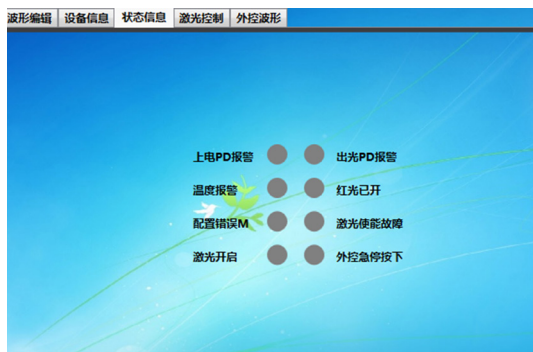 波形编辑 设备信息 状态信息 激光控制 外控波形
上电PD报警 出光PD报警
温度报警 红光已开
配置错误M 激光使能故障
激光开启 外控急停按下